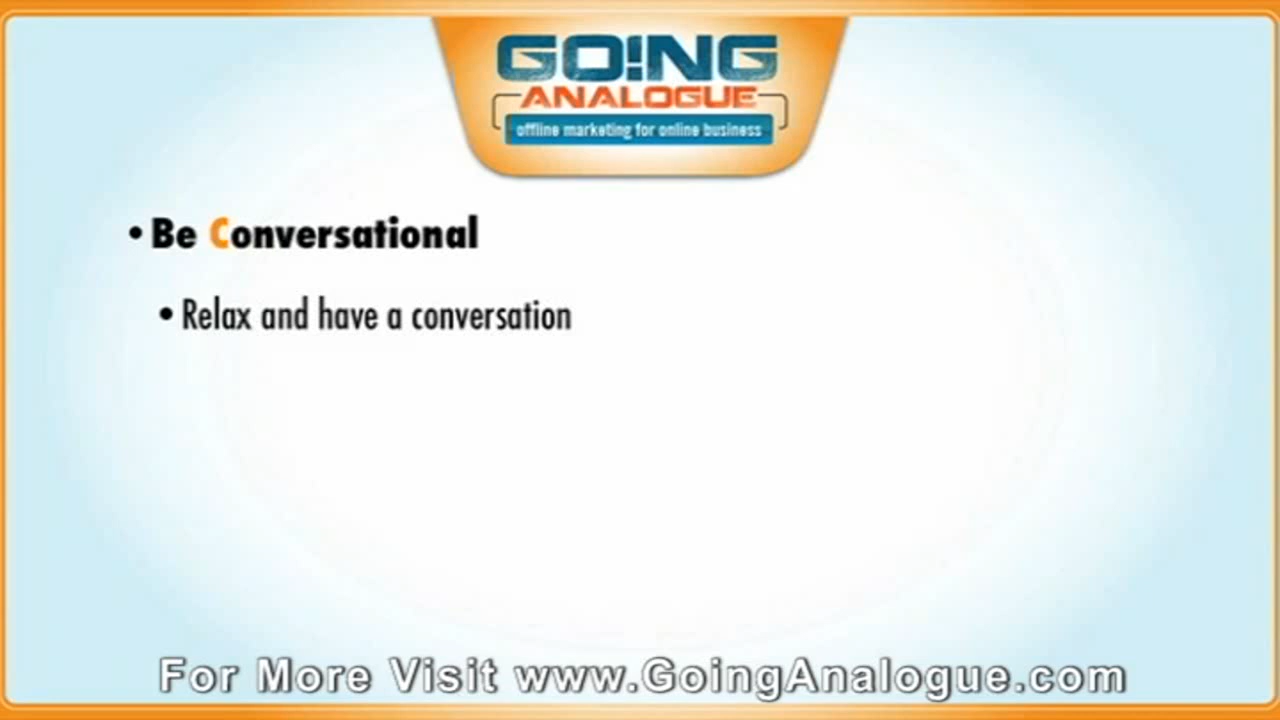 GO!NG
ANALOGUE
offline marketing for online business
• Be Conversational
• Relax and have a conversation
For More Visit www.GoingAnalogue.com